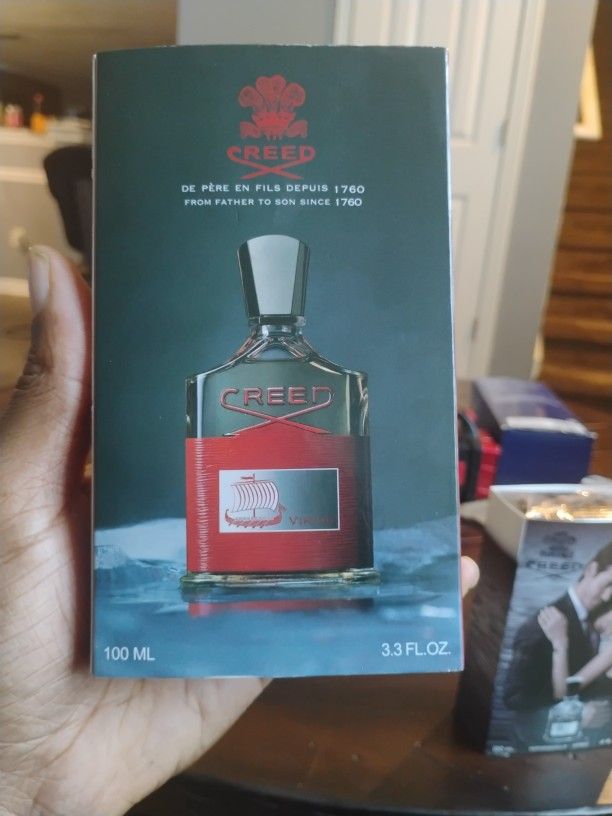 CREED
DE PÈRE EN FILS DEPUIS 1760
FROM FATHER TO SON SINCE 1760
CREED
100 ML
3.3 FL.OZ.
CREED